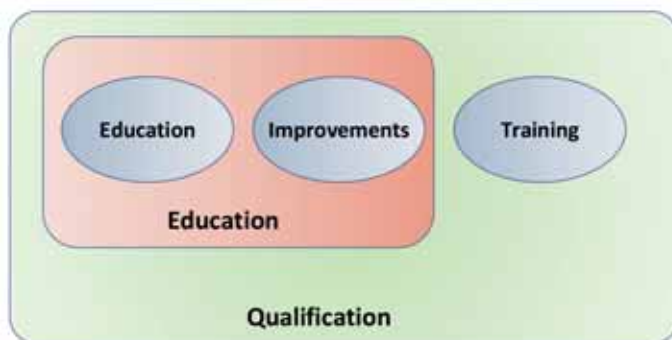 Education
Improvements
Training
Education
Qualification